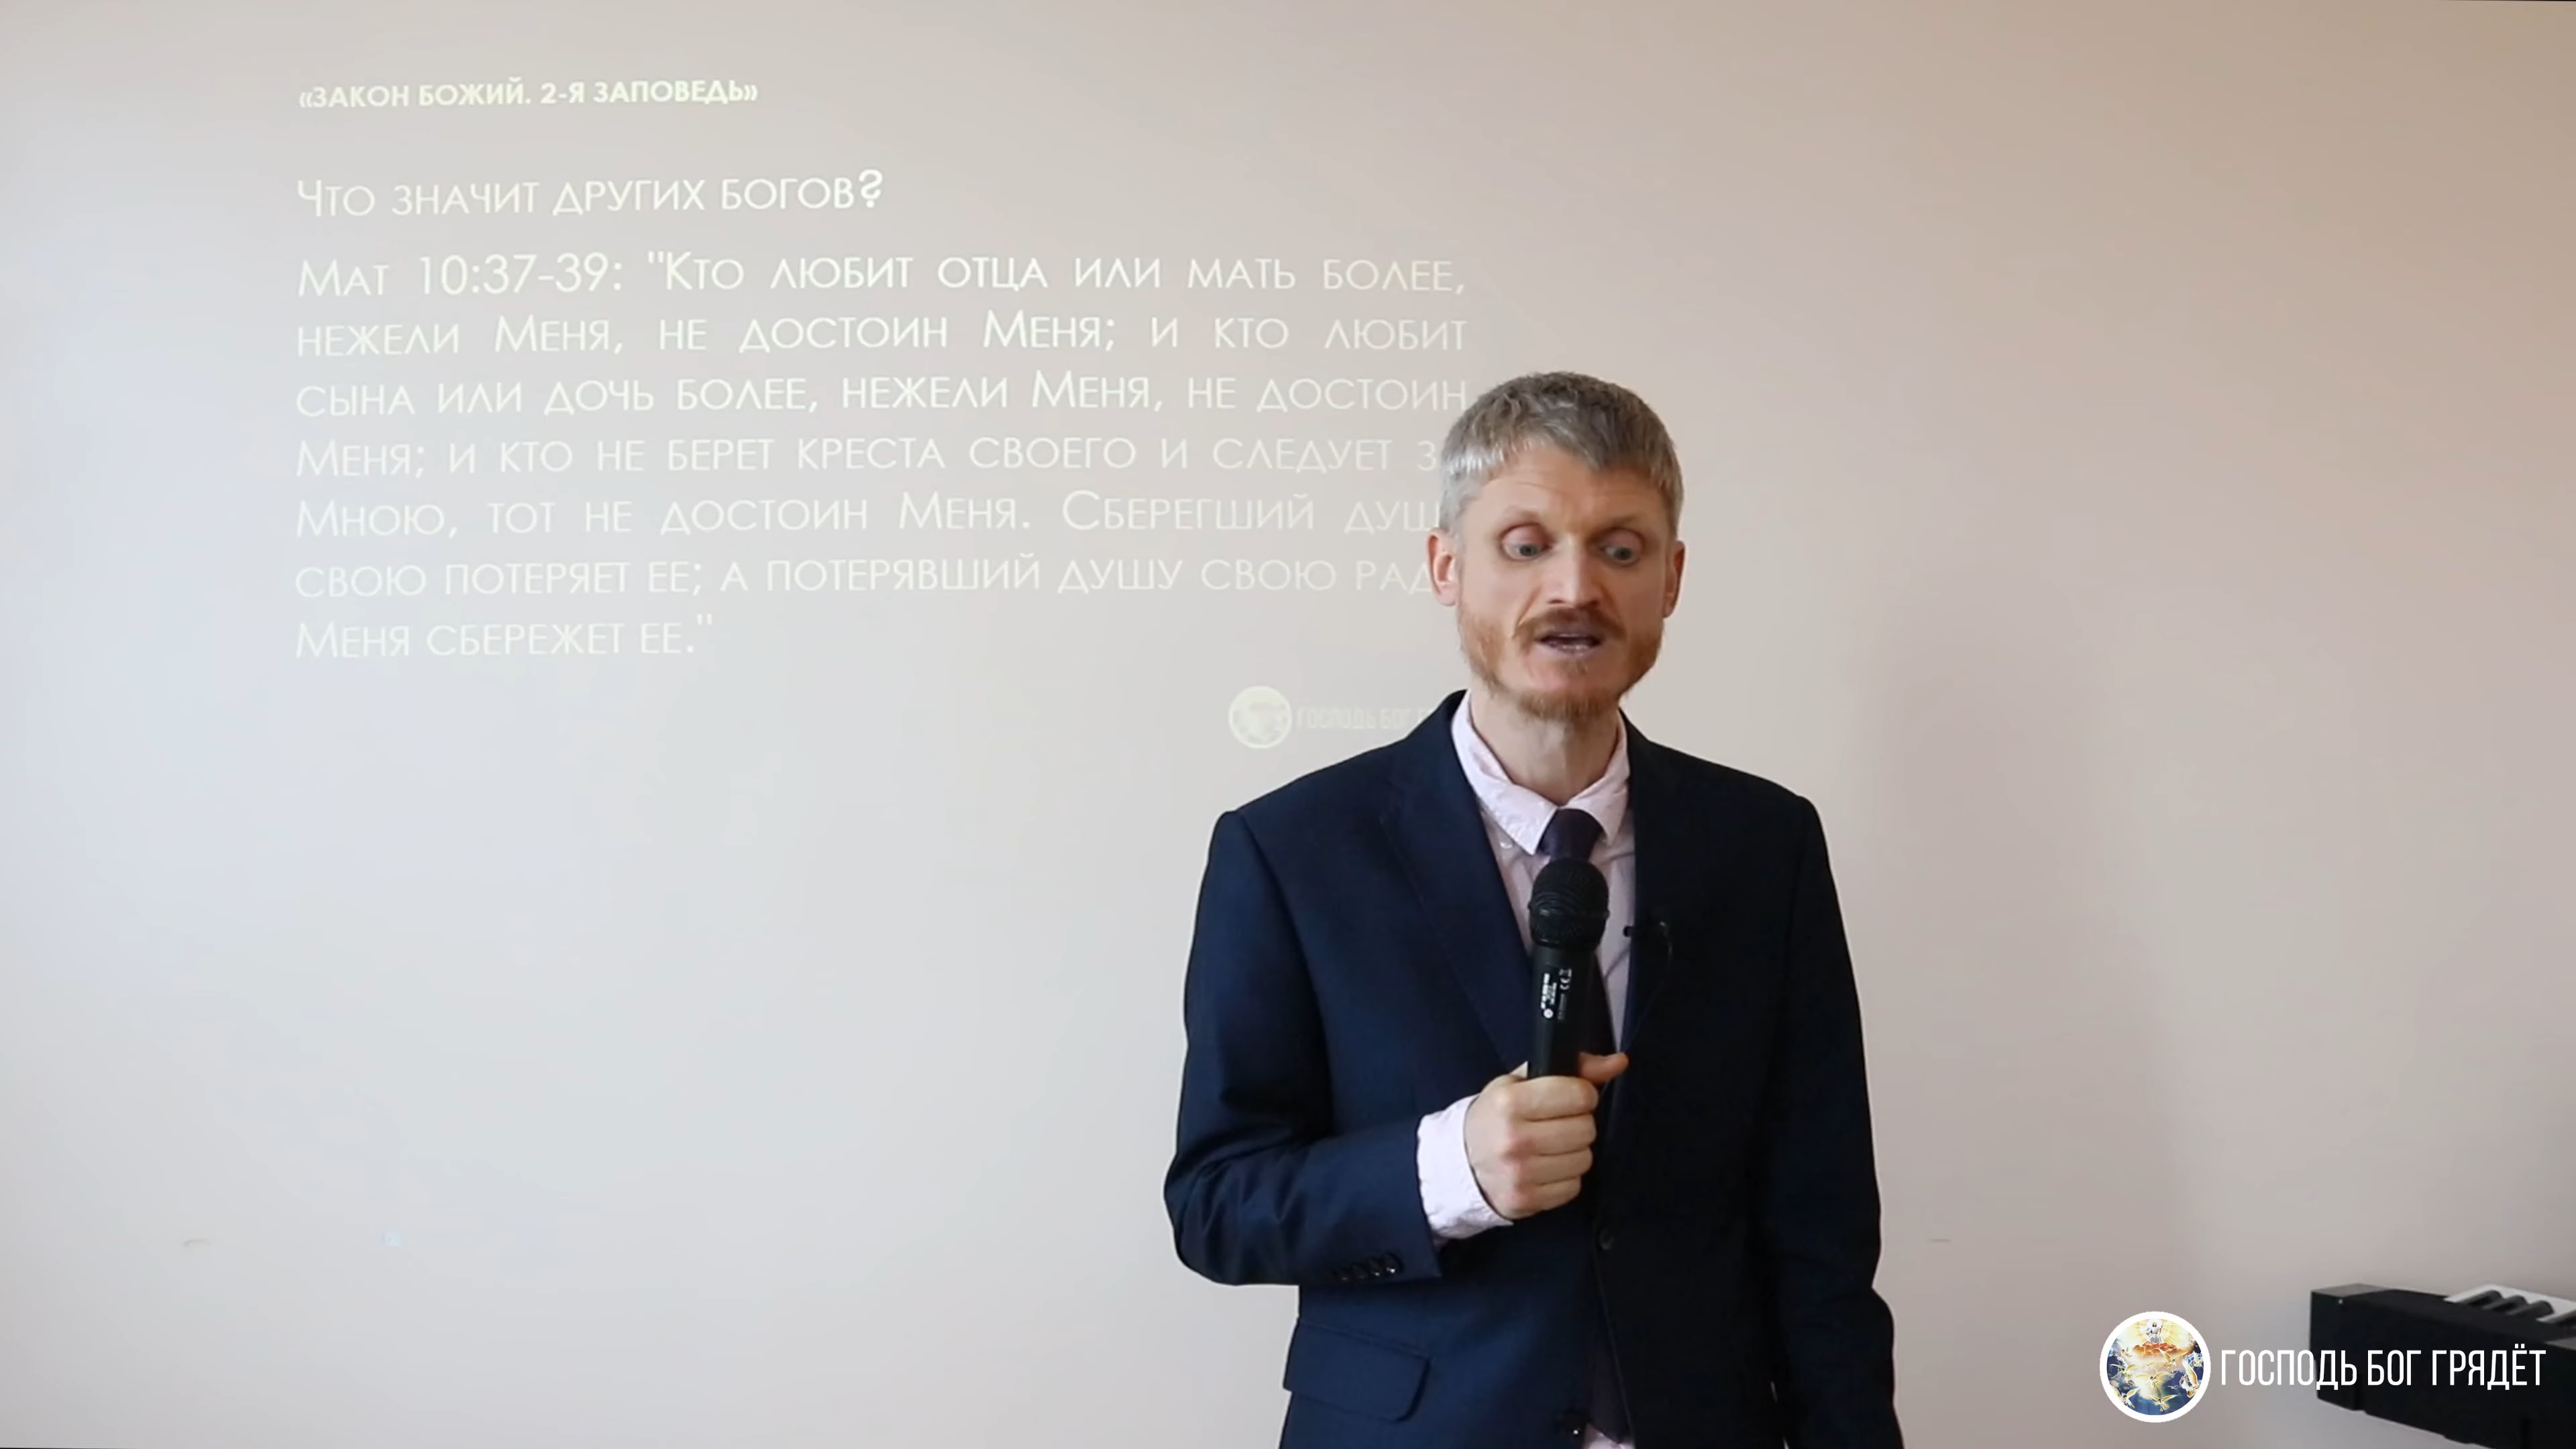 «ЗАКОН БОЖИЙ. 2-Я ЗАПОВЕДЬ»
Что значит других богов?
Мат 10:37-39: "Кто любит отца или мать более,
нежели Меня, не достоин Меня; и кто любит
сына или дочь более, нежели Меня, не достоин
Меня; и кто не берет креста своего и следует
Мною, тот не достоин Меня. Сберегший
свою потеряет ее; а потерявший душу свою
Меня сбережет ее."
ГОСПОДЬ БОГ
ГОСПОДЬ БОГ ГРЯДЁТ